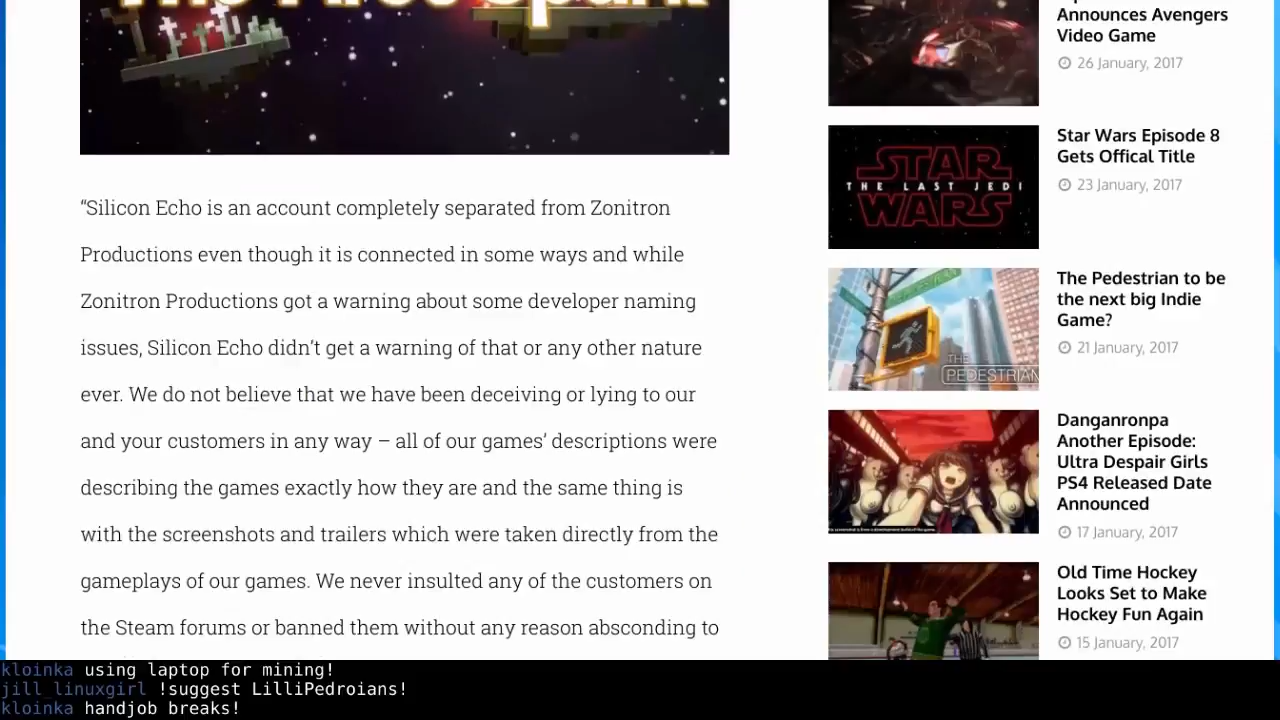 “Silicon Echo is an account completely separated from Zonitron
Productions even though it is connected in some ways and while
Zonitron Productions got a warning about some developer naming
issues, Silicon Echo didn’t get a warning of that or any other nature
ever. We do not believe that we have been deceiving or lying to our
and your customers in any way – all of our games’ descriptions were
describing the games exactly how they are and the same thing is
with the screenshots and trailers which were taken directly from the
gameplays of our games. We never insulted any of the customers on
the Steam forums or banned them without any reason absconding to
Announces Avengers
Video Game
26 January, 2017
STAR
THE LAST JEDI
WARS
Star Wars Episode 8
Gets Offical Title
23 January, 2017
THE
PEDESTRIAN
The Pedestrian to be
the next big Indie
Game?
21 January, 2017
Danganronpa
Another Episode:
Ultra Despair Girls
PS4 Released Date
Announced
17 January, 2017
Old Time Hockey
Looks Set to Make
Hockey Fun Again
15 January, 2017
kloinka using laptop for mining!
jill_linuxgirl !suggest LilliPedroians!
kloinka handjob breaks!